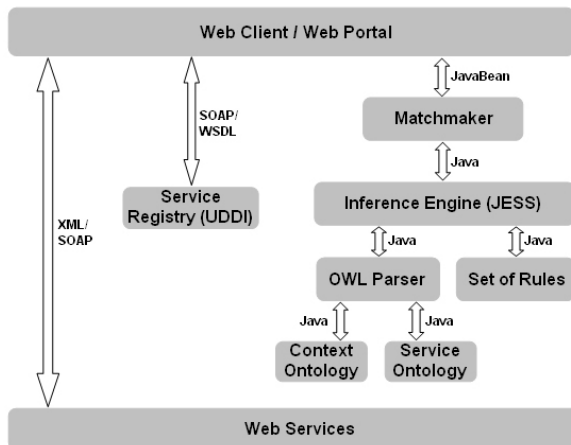 Web Client / Web Portal
JavaBean
SOAP/
WSDL
Matchmaker
Java
Service
Registry (UDDI)
Inference Engine (JESS)
XML/
SOAP
Java
Java
OWL Parser
Set of Rules
Java
Java
Context
Ontology
Service
Ontology
Web Services